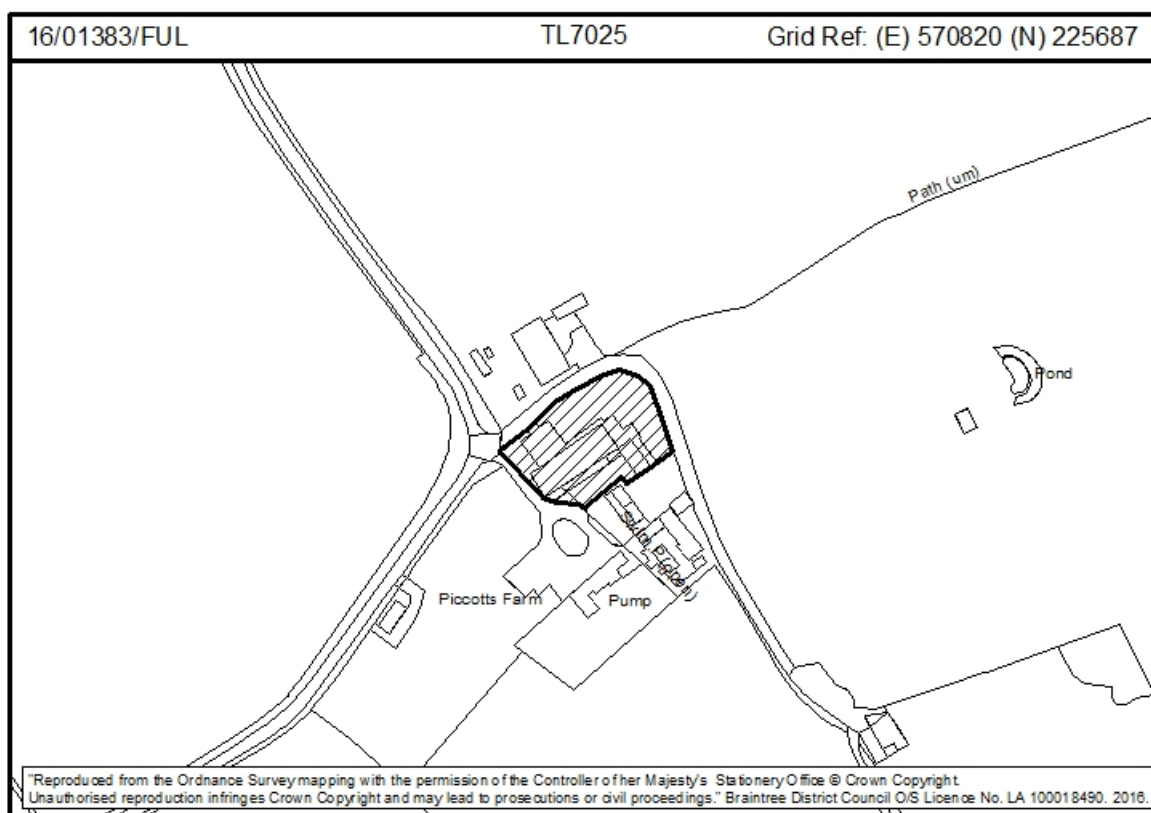 16/01383/FUL TL7025 Grid Ref: (E) 570820 (N) 225687
Path (um)
Pond
Swim P (open)
Piccotts Farm Pump
"Reproduced from the Ordnance Survey mapping with the permission of the Controller of her Majesty's Stationery Office © Crown Copyright.
Unauthorised reproduction infringes Crown Copyright and may lead to prosecutions or civil proceedings." Braintree District Council O/S Licence No. LA 100018490. 2016.